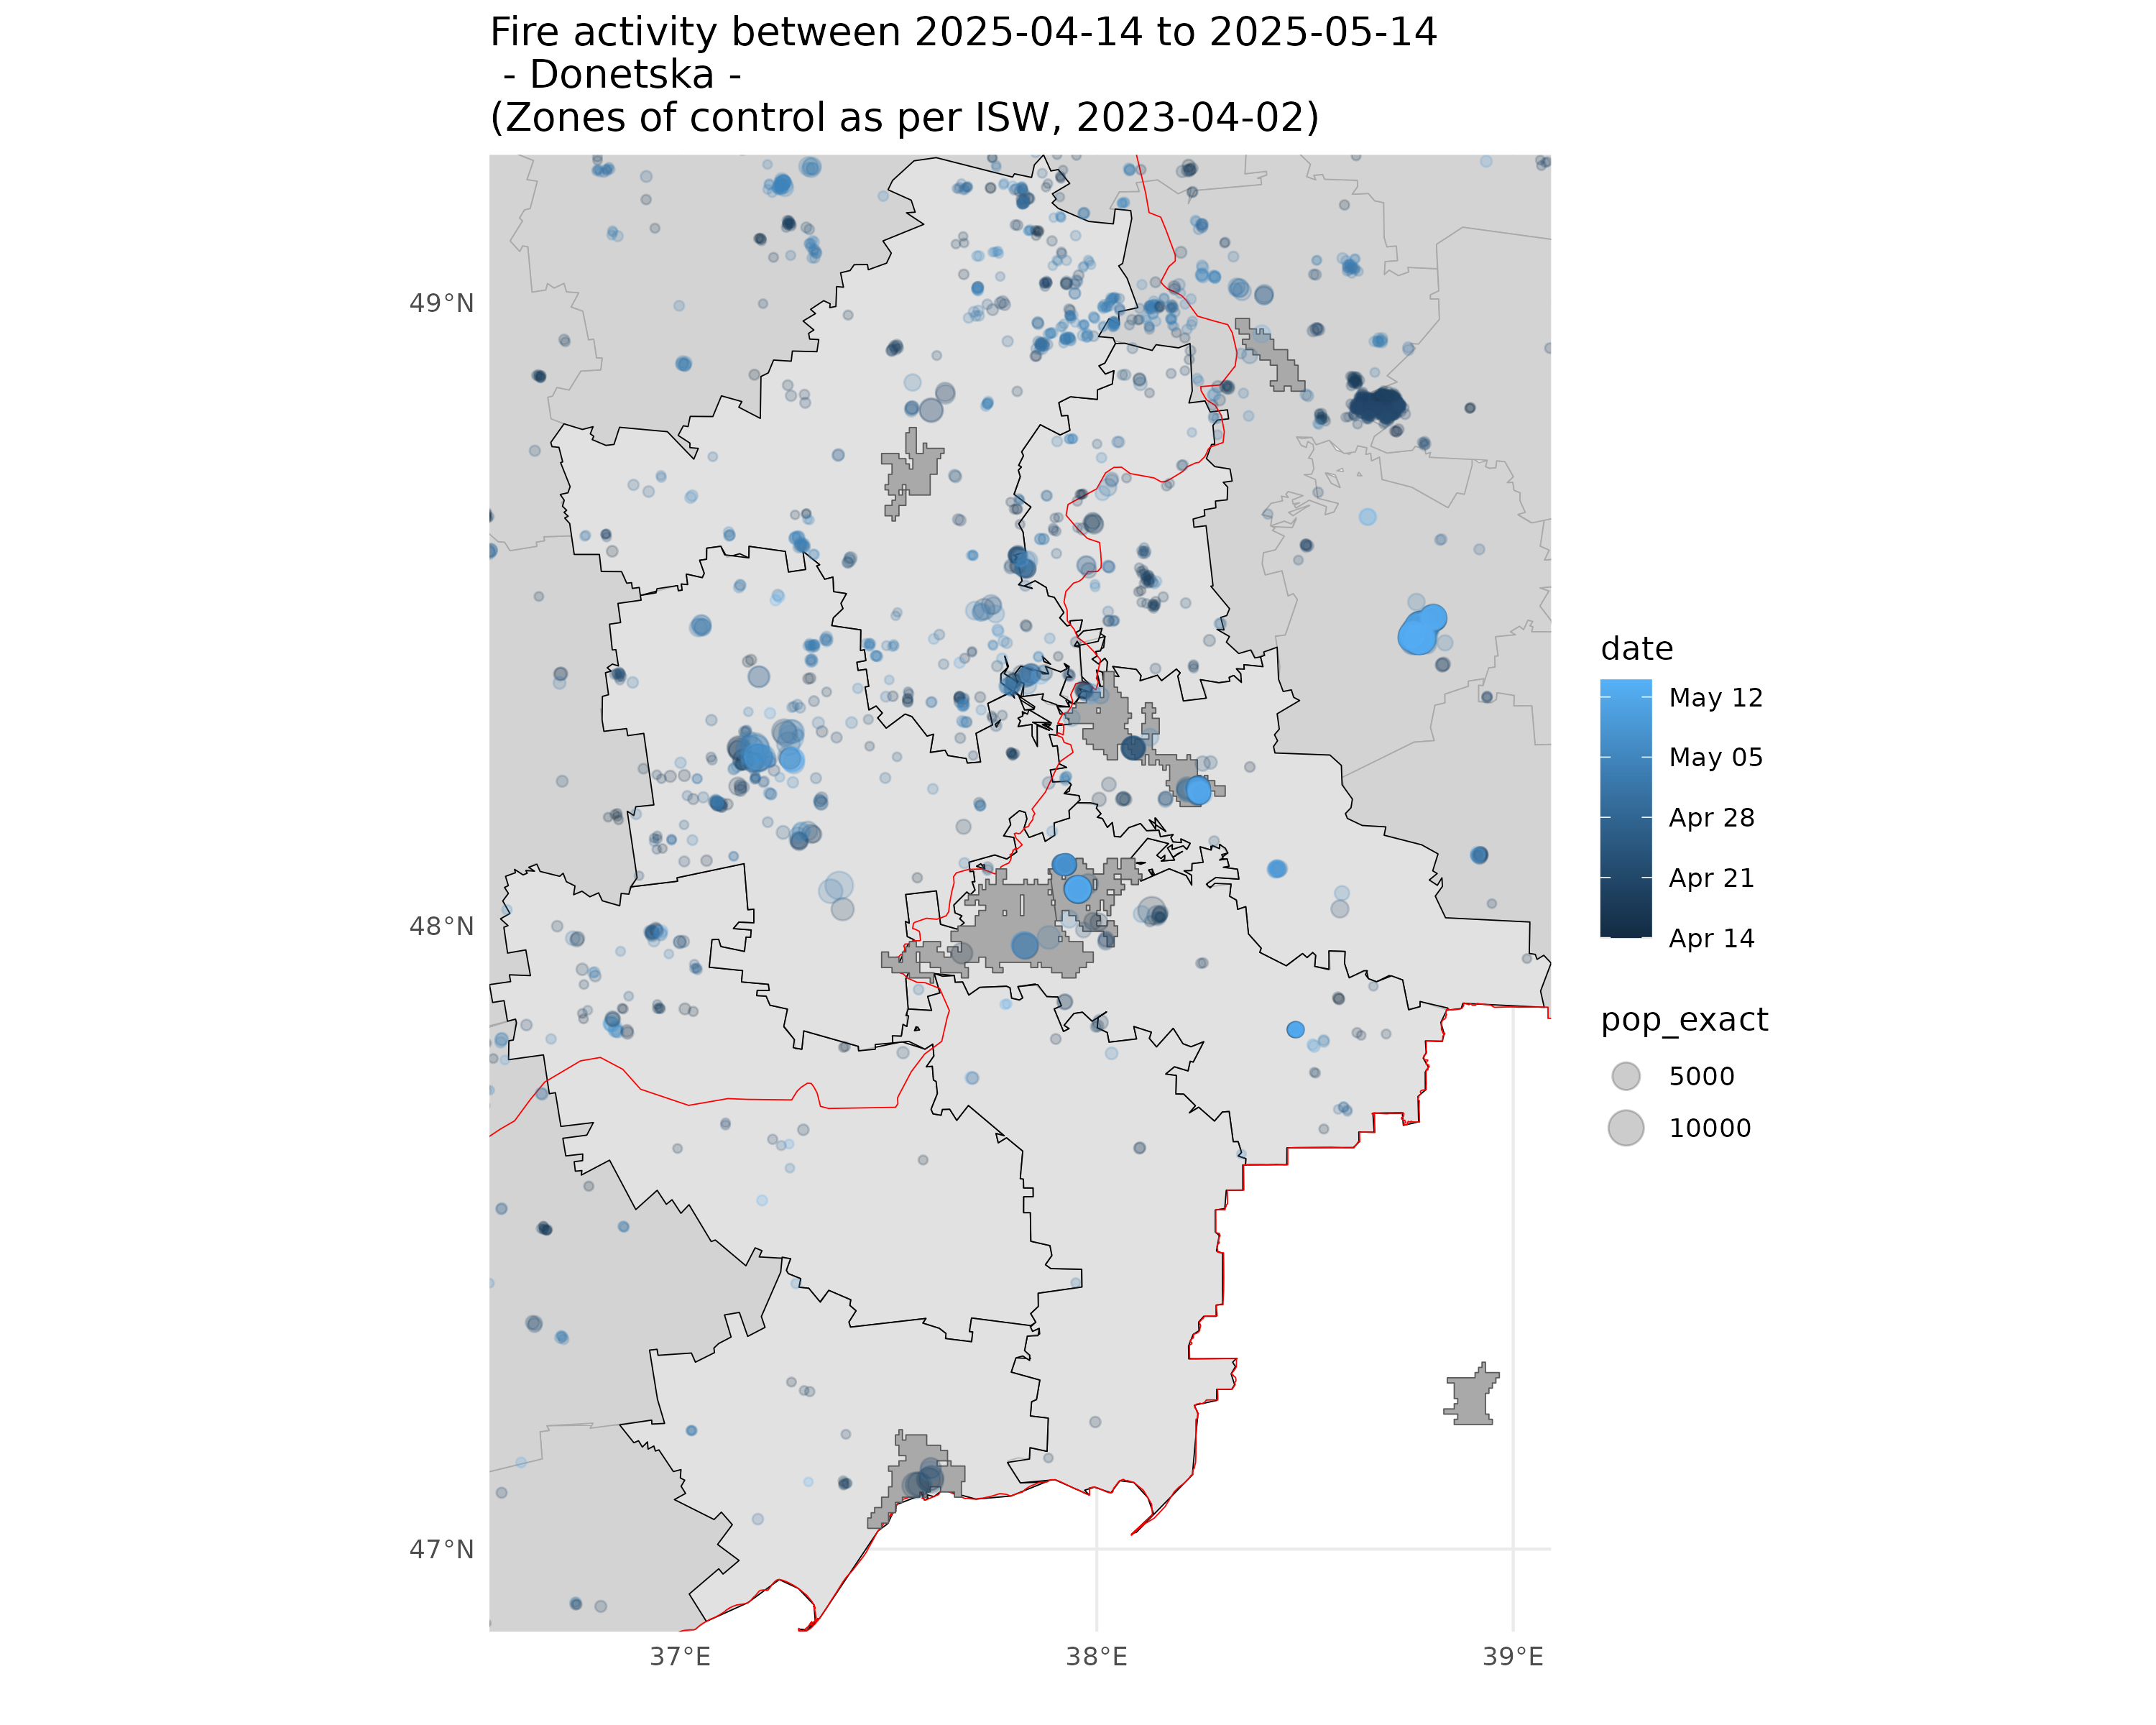 Fire activity between 2025-04-14 to 2025-05-14
- Donetska -
(Zones of control as per ISW, 2023-04-02)
49°N
48°N
47°N
37°E
38°E
39°E
date
May 12
May 05
Apr 28
Apr 21
Apr 14
pop_exact
5000
10000